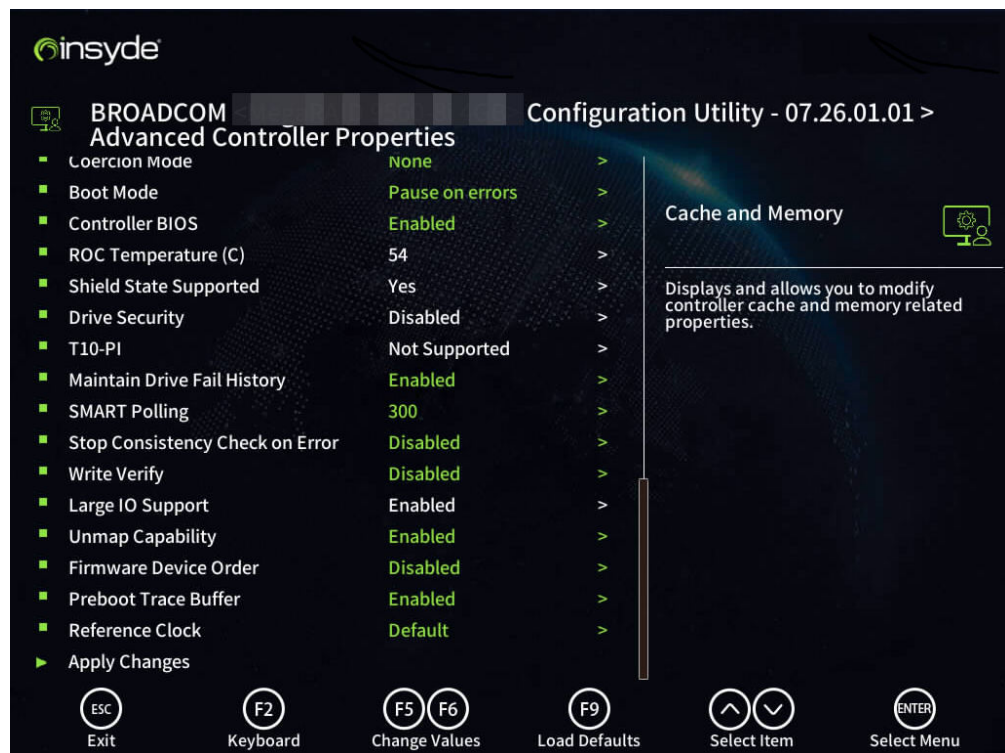 insyde
BROADCOM Configuration Utility - 07.26.01.01 >
Advanced Controller Properties
Coercion Mode None >
Boot Mode Pause on errors >
Controller BIOS Enabled >
ROC Temperature (C) 54 >
Shield State Supported Yes >
Drive Security Disabled >
T10-PI Not Supported >
Maintain Drive Fail History Enabled >
SMART Polling 300 >
Stop Consistency Check on Error Disabled >
Write Verify Disabled >
Large IO Support Enabled >
Unmap Capability Enabled >
Firmware Device Order Disabled >
Preboot Trace Buffer Enabled >
Reference Clock Default >
Apply Changes
Cache and Memory
Displays and allows you to modify
controller cache and memory related
properties.
ESC
Exit
F2
Keyboard
F5 F6
Change Values
F9
Load Defaults
Select Item
ENTER
Select Menu